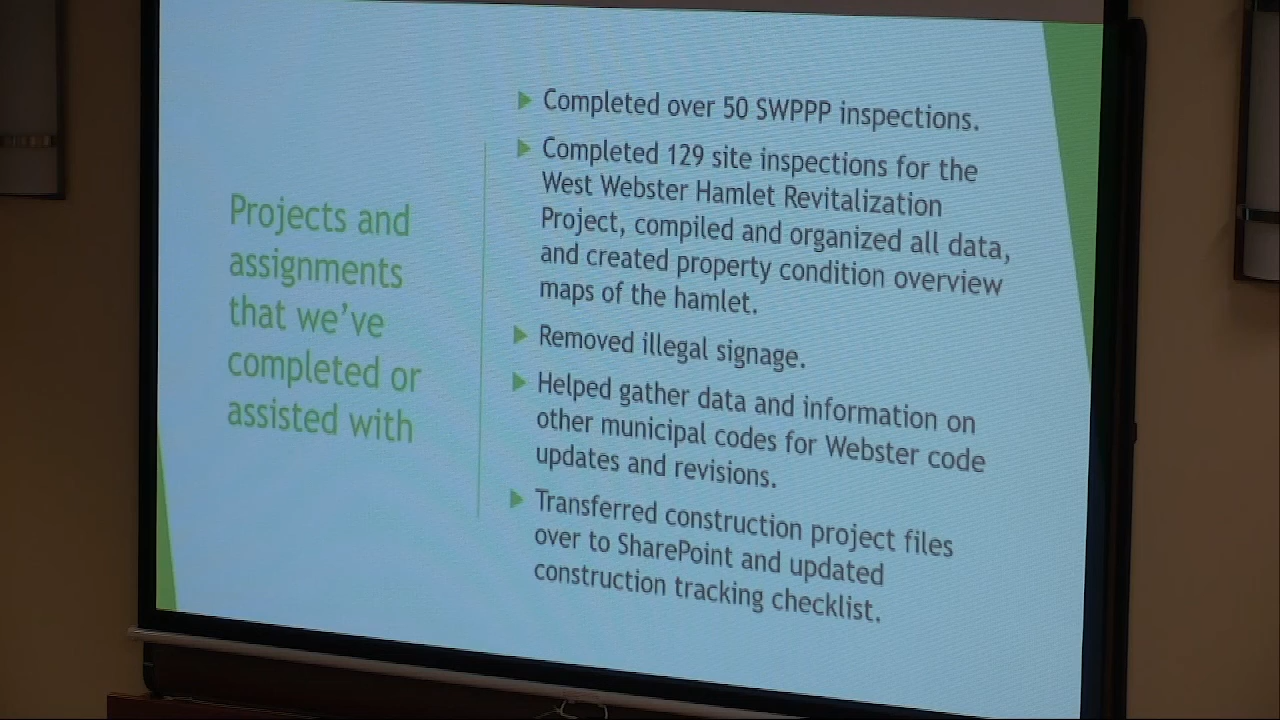 Projects and
assignments
that we've
completed or
assisted with
Completed over 50 SWPPP inspections.
Completed 129 site inspections for the
West Webster Hamlet Revitalization
Project, compiled and organized all data,
and created property condition overview
maps of the hamlet.
Removed illegal signage.
Helped gather data and information on
other municipal codes for Webster code
updates and revisions.
Transferred construction project files
over to SharePoint and updated
construction tracking checklist.